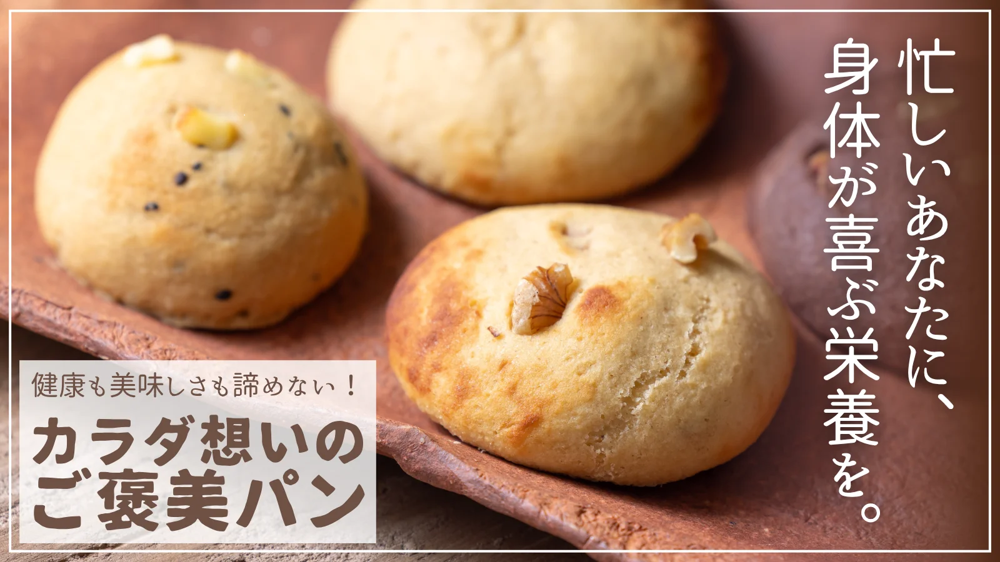 忙しいあなたに、
身体が喜ぶ栄養を。
健康も美味しさも諦めない！
カラダ想いの
ご褒美パン